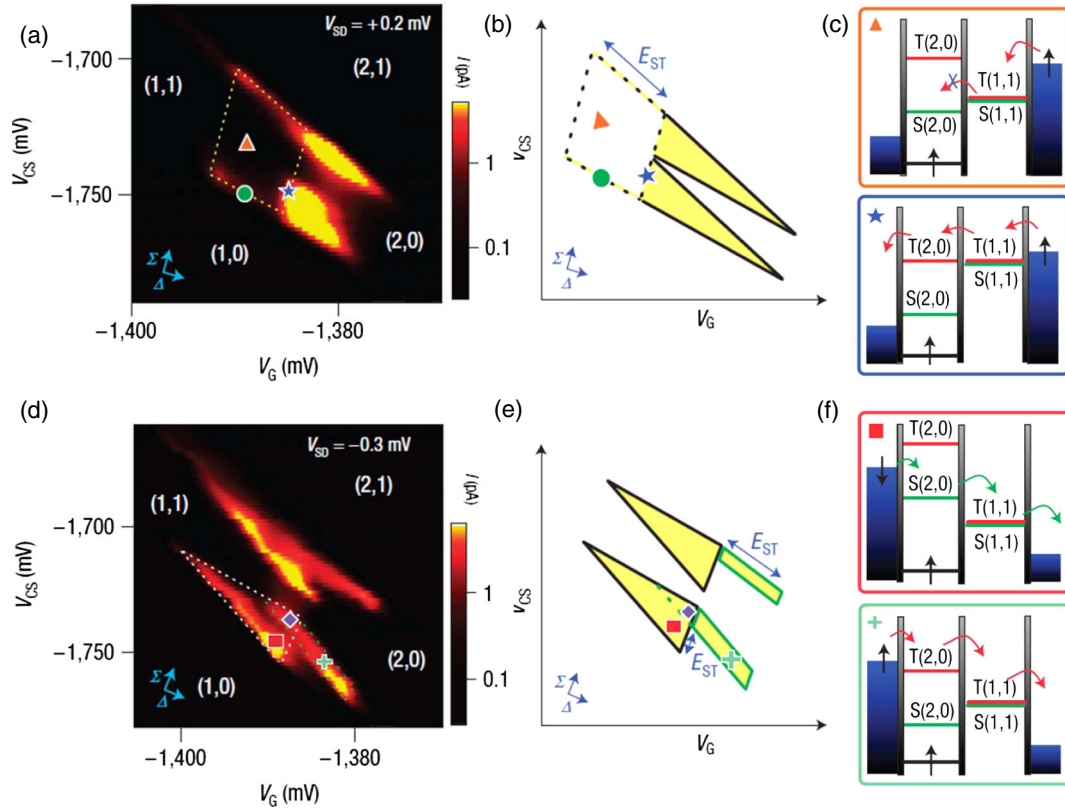 (a)
V_SD = +0.2 mV
(1,1)
(2,1)
(1,0)
(2,0)
Σ
Δ
−1,700
−1,750
V_CS (mV)
−1,400
−1,380
V_G (mV)
I (pA)
1
0.1
(b)
E_ST
V_CS
Σ
Δ
V_G
(c)
T(2,0)
T(1,1)
S(2,0)
S(1,1)
X
T(2,0)
T(1,1)
S(2,0)
S(1,1)
(d)
V_SD = −0.3 mV
(1,1)
(2,1)
(1,0)
(2,0)
Σ
Δ
−1,700
−1,750
V_CS (mV)
−1,400
−1,380
V_G (mV)
I (pA)
1
0.1
(e)
E_ST
E_ST
V_CS
Σ
Δ
V_G
(f)
T(2,0)
S(2,0)
T(1,1)
S(1,1)
T(2,0)
T(1,1)
S(2,0)
S(1,1)